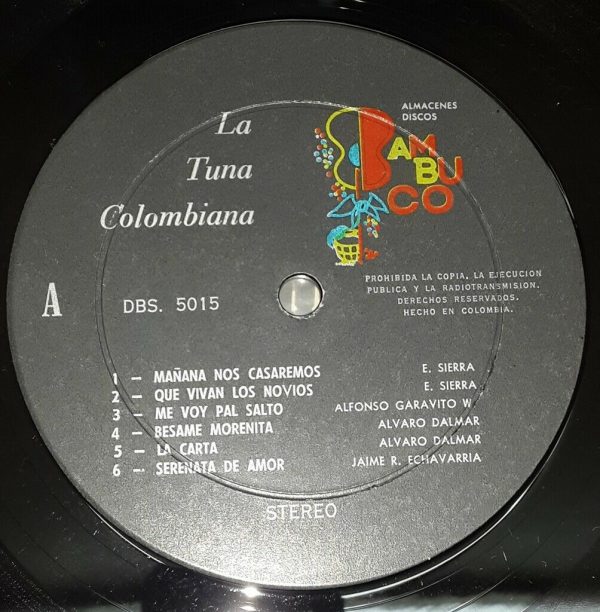 La
Tuna
Colombiana
ALMACENES
DISCOS
BAMBUCO
A
DBS. 5015
PROHIBIDA LA COPIA, LA EJECUCION
PUBLICA Y LA RADIOTRANSMISION.
DERECHOS RESERVADOS.
HECHO EN COLOMBIA.
1 – MAÑANA NOS CASAREMOS E. SIERRA
2 – QUE VIVAN LOS NOVIOS E. SIERRA
3 – ME VOY PAL SALTO ALFONSO GARAVITO W
4 – BESAME MORENITA ALVARO DALMAR
5 – LA CARTA ALVARO DALMAR
6 – SERENATA DE AMOR JAIME R. ECHAVARRIA
STEREO